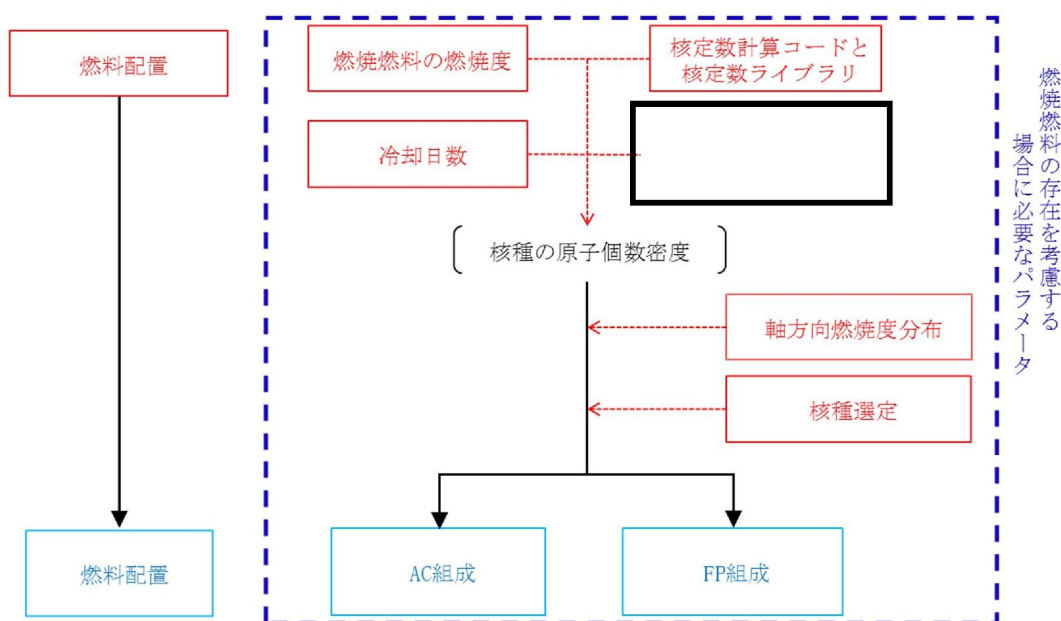 燃料配置
燃焼燃料の燃焼度
核定数計算コードと
核定数ライブラリ
冷却日数
核種の原子個数密度
軸方向燃焼度分布
核種選定
燃料配置
AC組成
FP組成
燃焼燃料の存在を考慮する
場合に必要なパラメータ